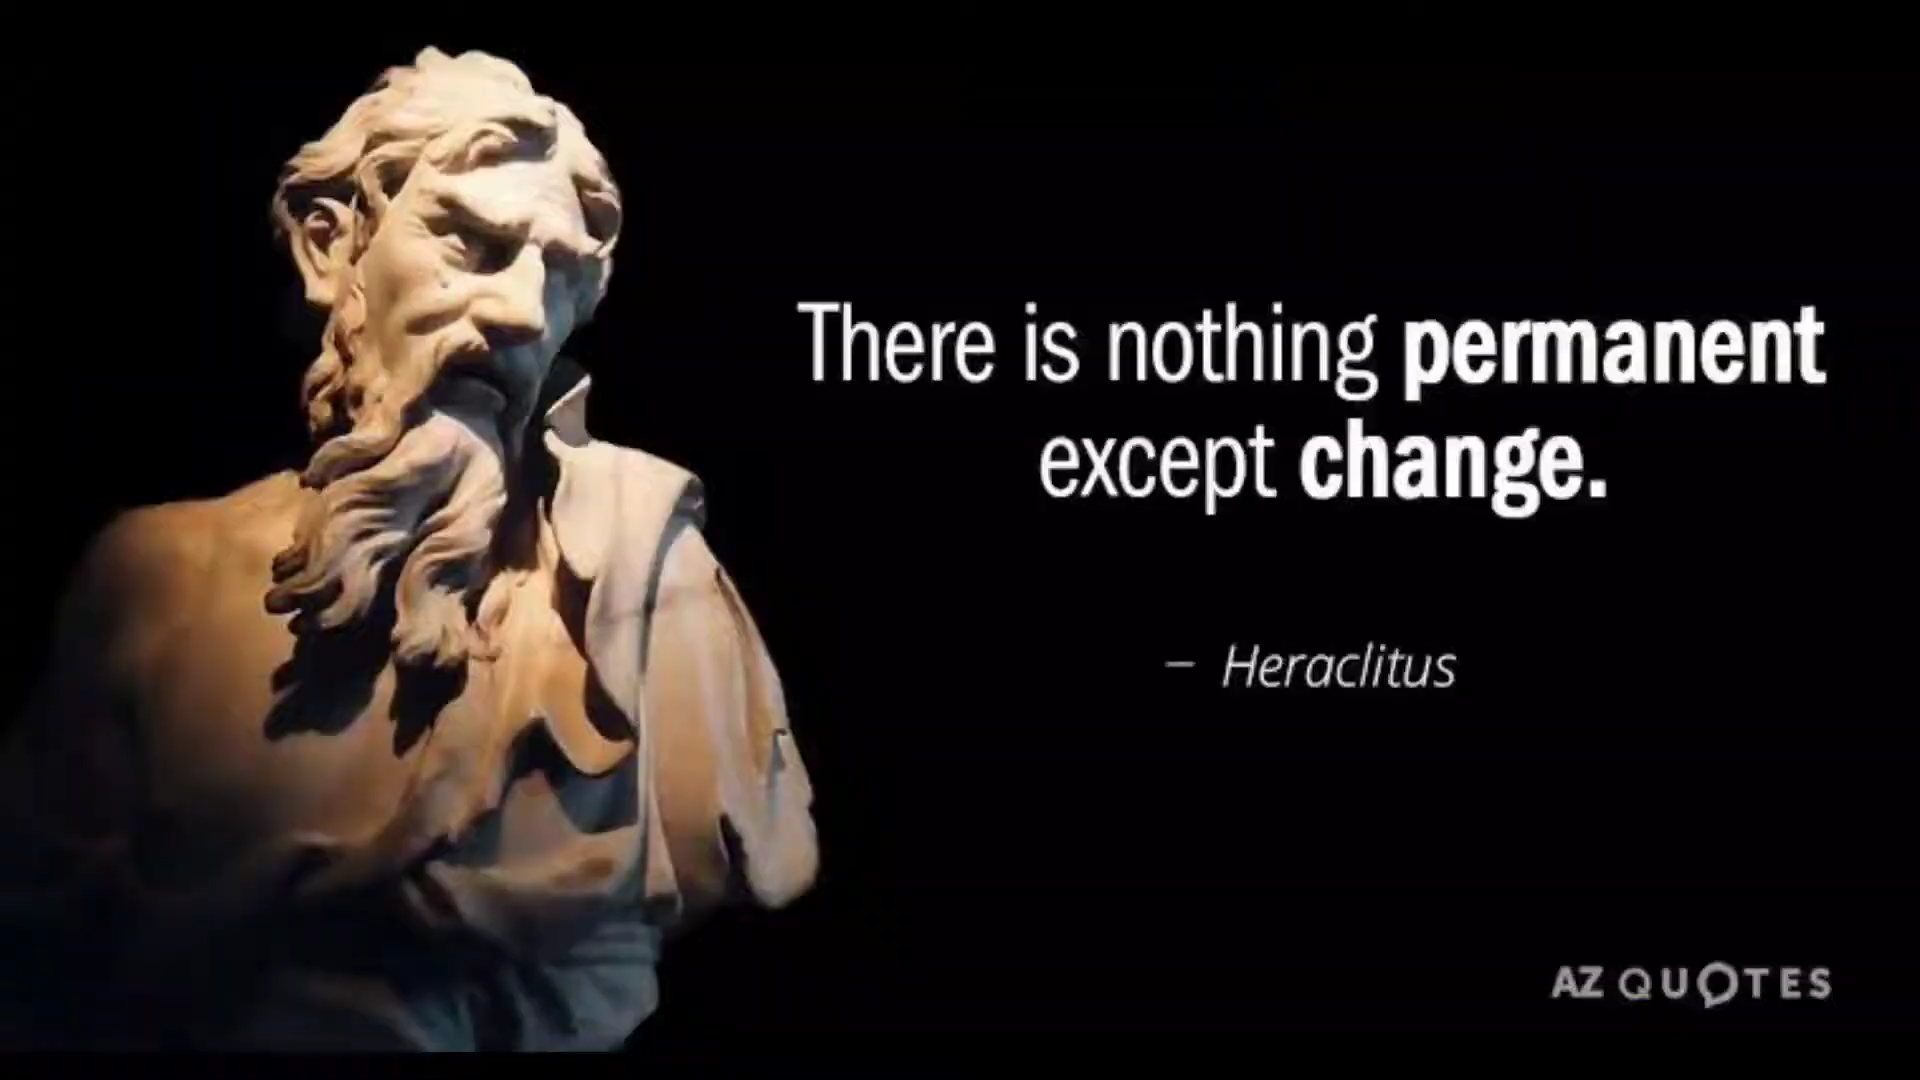 There is nothing permanent
except change.
– Heraclitus
AZ QUOTES